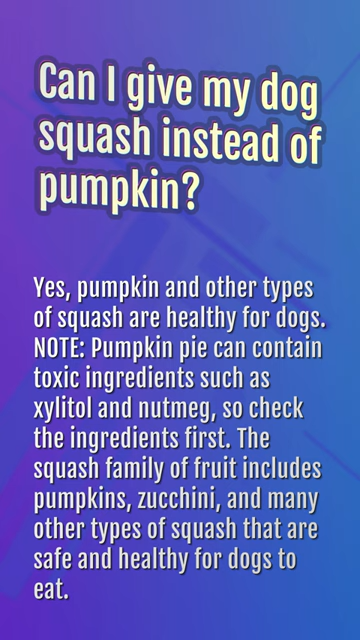 Can I give my dog
squash instead of
pumpkin?
Yes, pumpkin and other types
of squash are healthy for dogs.
NOTE: Pumpkin pie can contain
toxic ingredients such as
xylitol and nutmeg, so check
the ingredients first. The
squash family of fruit includes
pumpkins, zucchini, and many
other types of squash that are
safe and healthy for dogs to
eat.